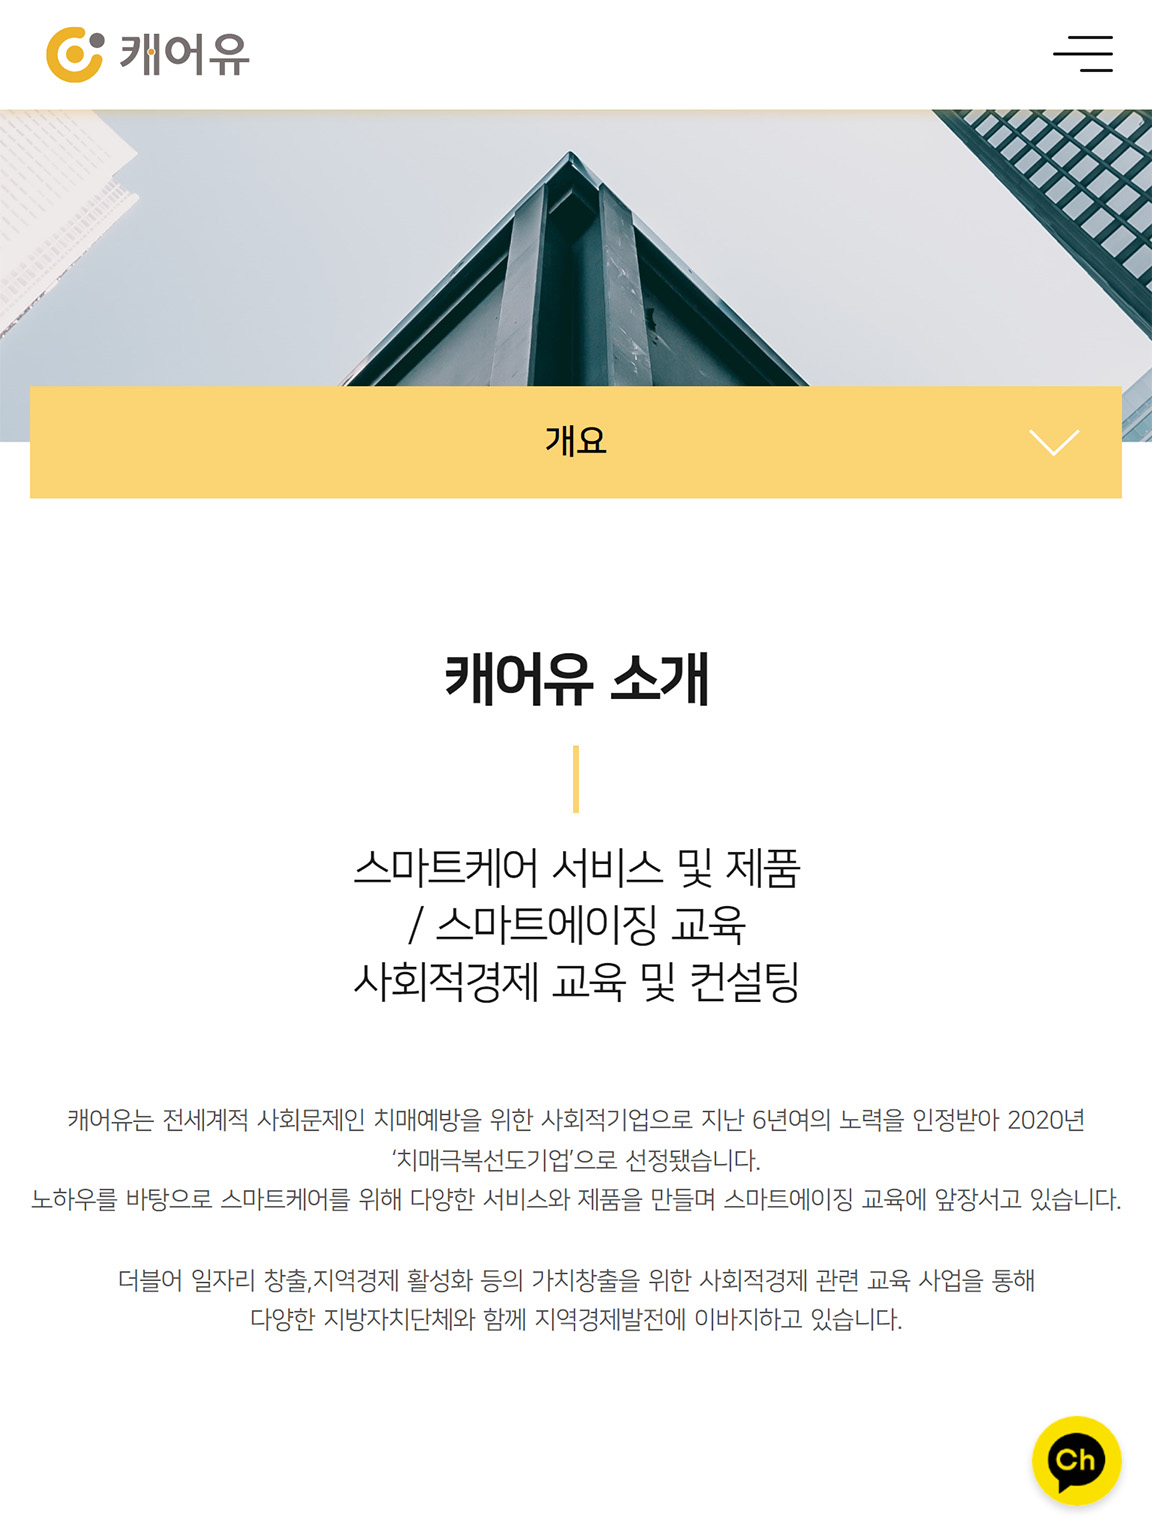 캐어유
개요
캐어유 소개
스마트케어 서비스 및 제품
/ 스마트에이징 교육
사회적경제 교육 및 컨설팅
캐어유는 전세계적 사회문제인 치매예방을 위한 사회적기업으로 지난 6년여의 노력을 인정받아 2020년
‘치매극복선도기업’으로 선정됐습니다.
노하우를 바탕으로 스마트케어를 위해 다양한 서비스와 제품을 만들며 스마트에이징 교육에 앞장서고 있습니다.
더블어 일자리 창출,지역경제 활성화 등의 가치창출을 위한 사회적경제 관련 교육 사업을 통해
다양한 지방자치단체와 함께 지역경제발전에 이바지하고 있습니다.
Ch